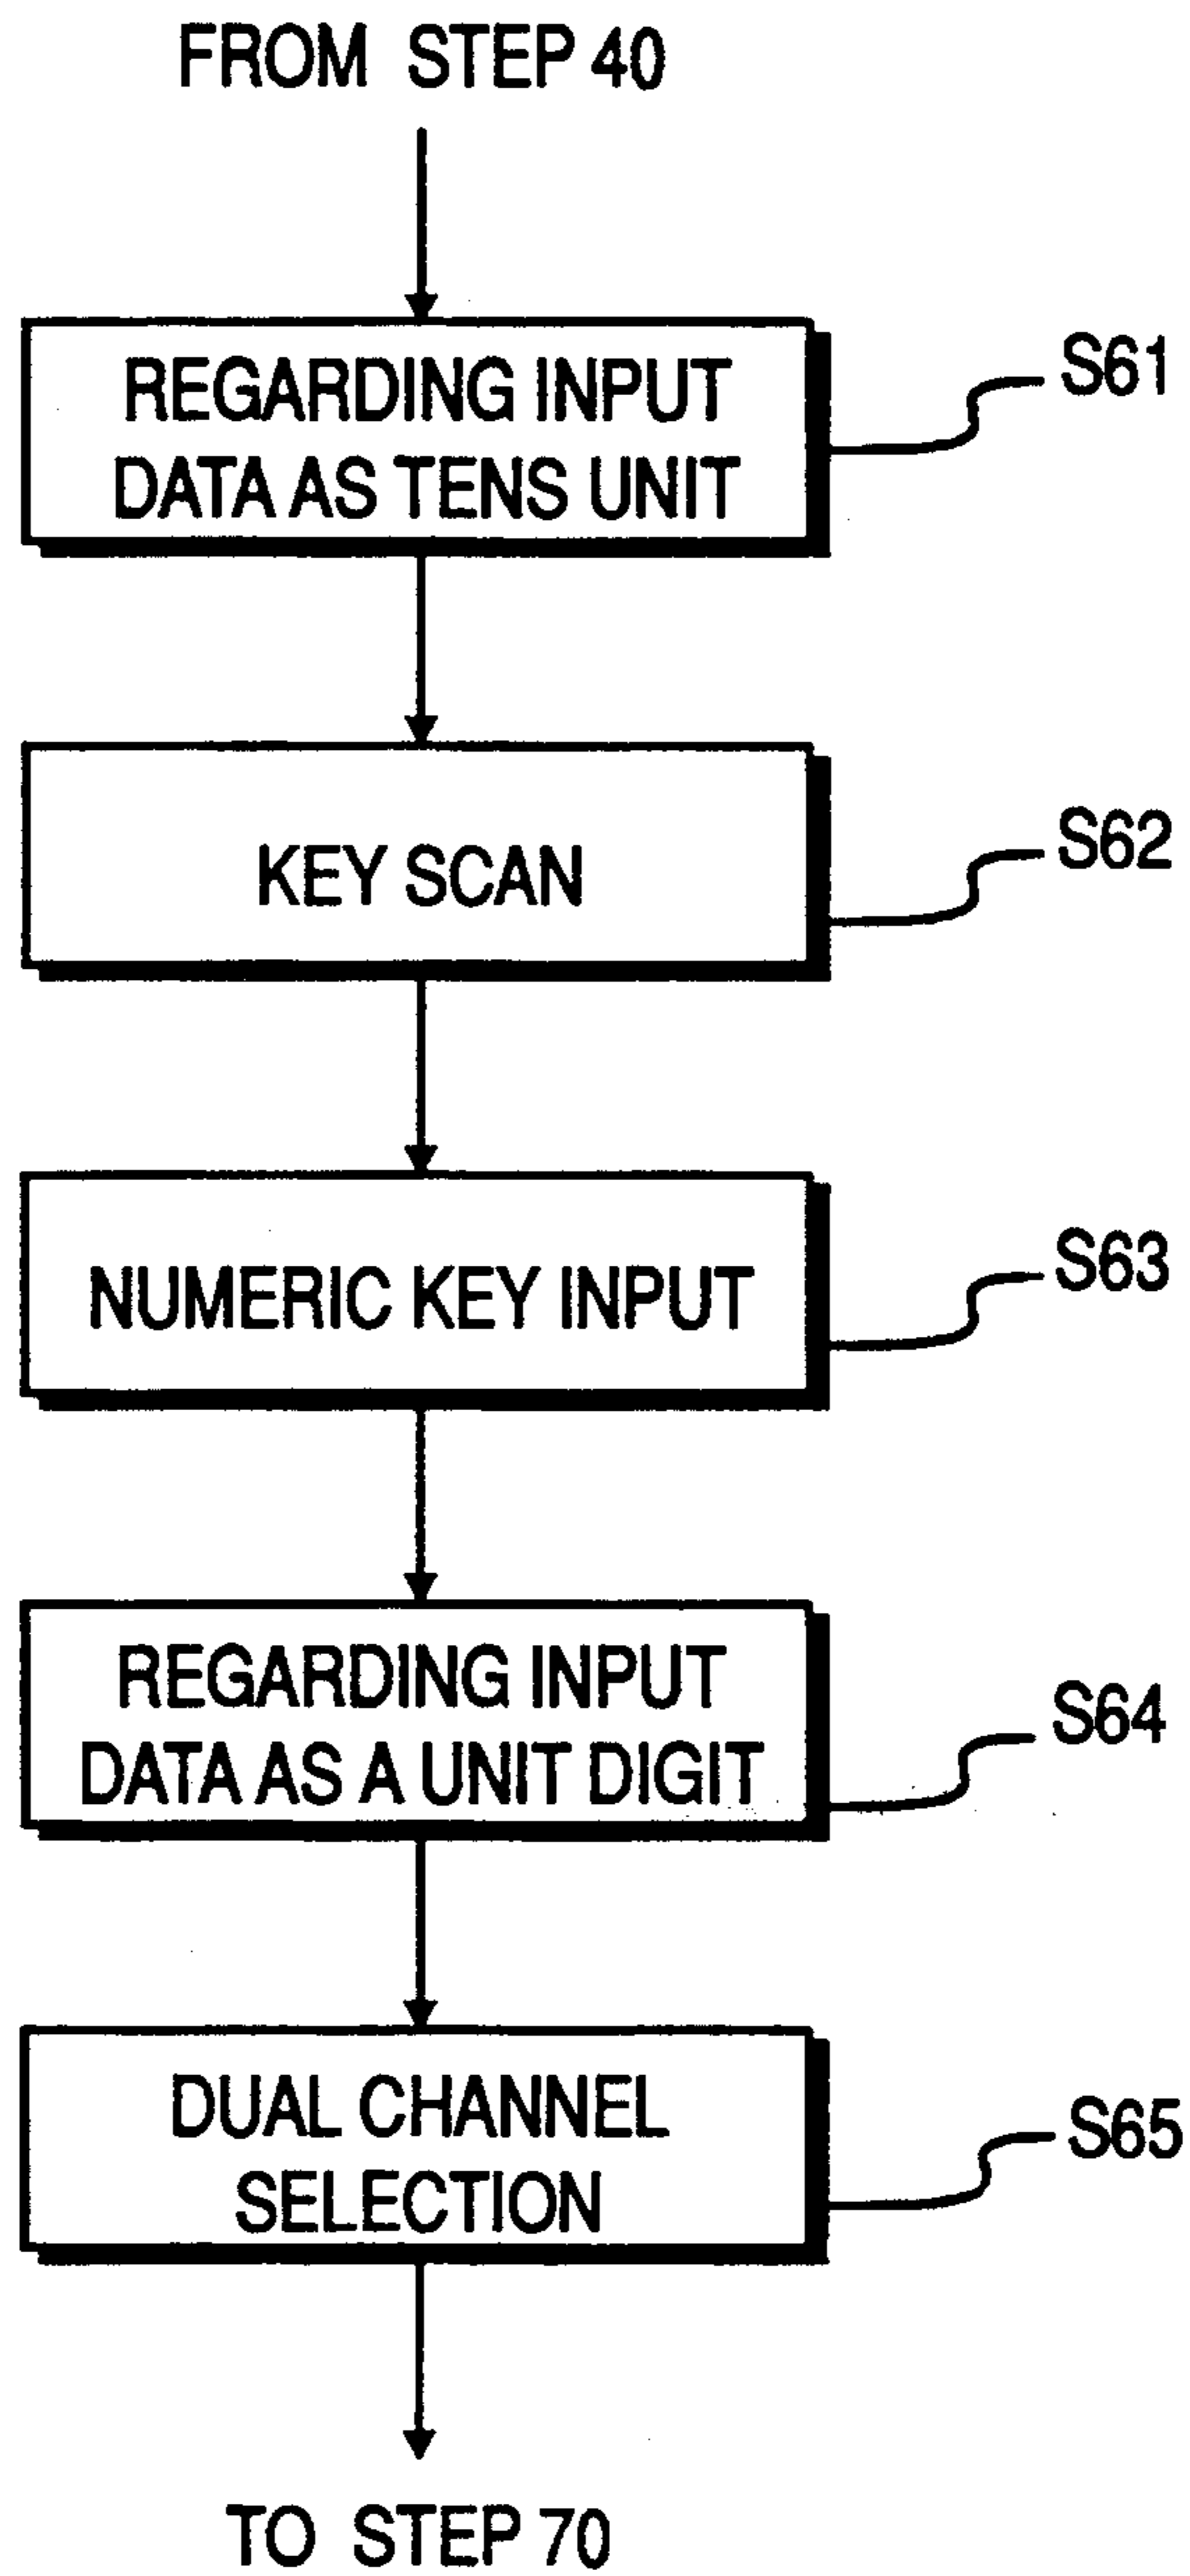 FROM STEP 40
REGARDING INPUT
DATA AS TENS UNIT
S61
KEY SCAN
S62
NUMERIC KEY INPUT
S63
REGARDING INPUT
DATA AS A UNIT DIGIT
S64
DUAL CHANNEL
SELECTION
S65
TO STEP 70